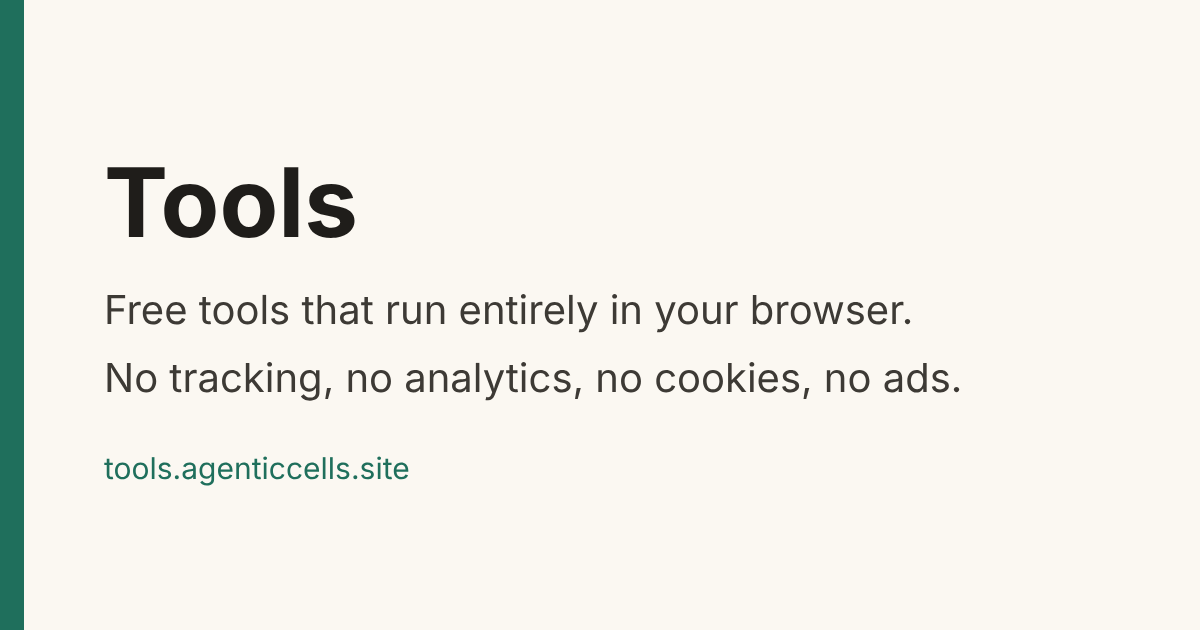 Tools
Free tools that run entirely in your browser.
No tracking, no analytics, no cookies, no ads.
tools.agenticcells.site